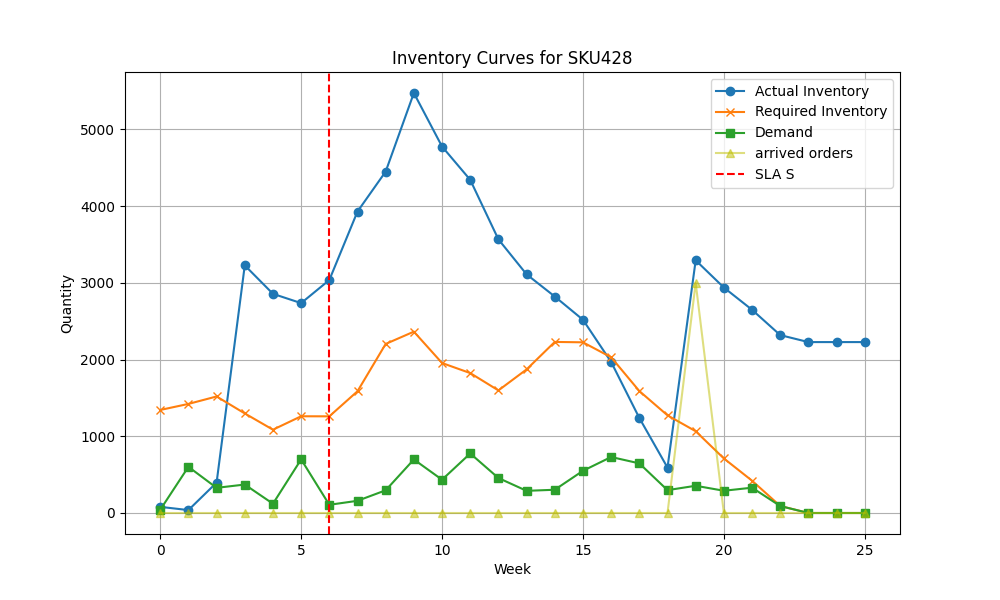 Inventory Curves for SKU428
Actual Inventory
Required Inventory
Demand
arrived orders
SLA S
Quantity
5000
4000
3000
2000
1000
0
0 5 10 15 20 25
Week